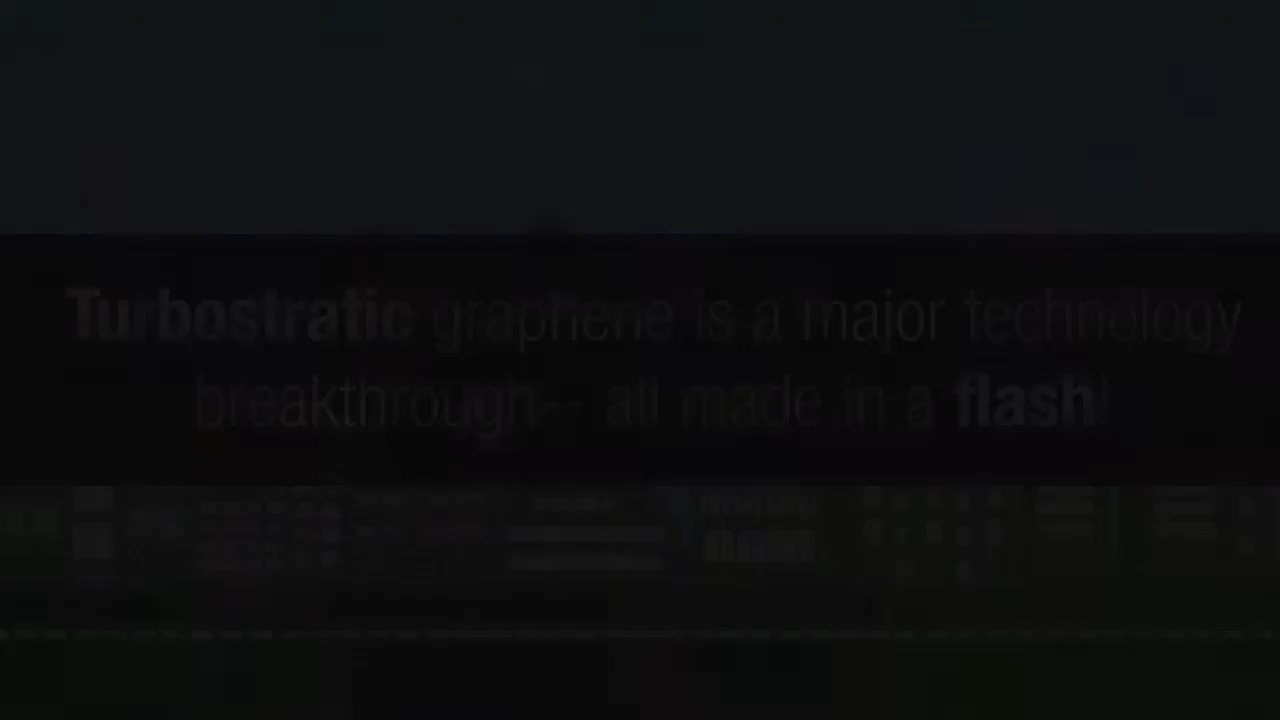 Turbostratic graphene is a major technology
breakthrough-- all made in a flash!